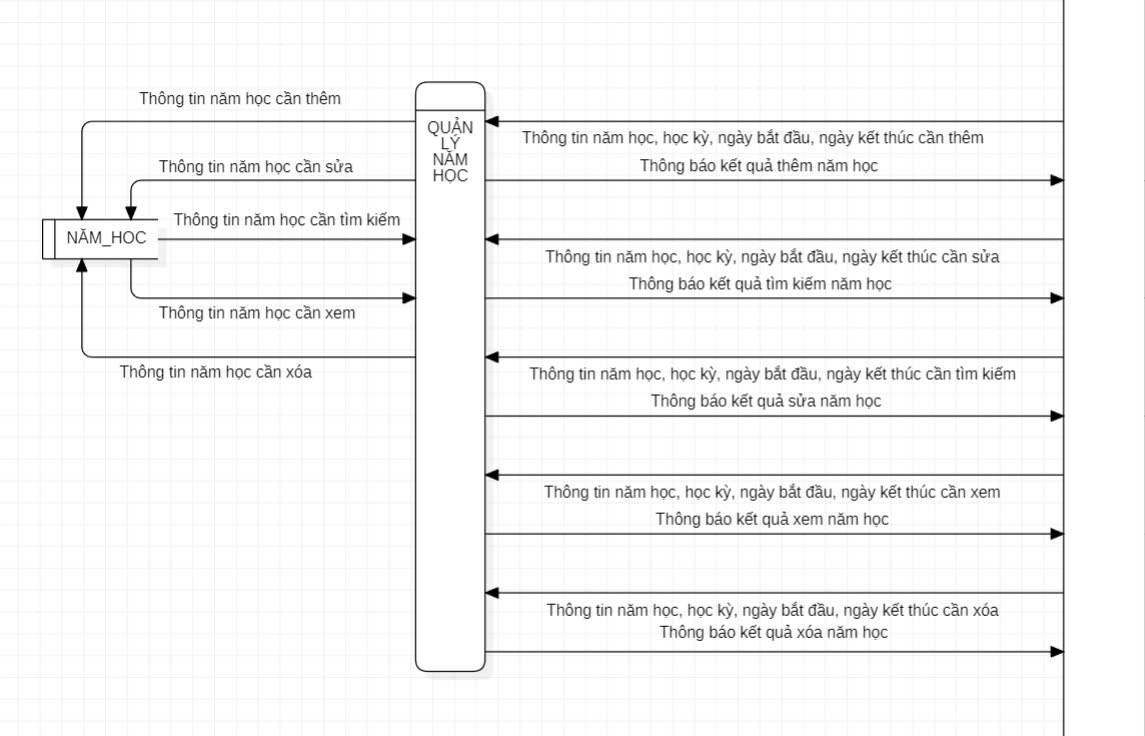 Thông tin năm học cần thêm
Thông tin năm học cần sửa
Thông tin năm học cần tìm kiếm
NĂM_HOC
Thông tin năm học cần xem
Thông tin năm học cần xóa
QUẢN
LÝ
NĂM
HỌC
Thông tin năm học, học kỳ, ngày bắt đầu, ngày kết thúc cần thêm
Thông báo kết quả thêm năm học
Thông tin năm học, học kỳ, ngày bắt đầu, ngày kết thúc cần sửa
Thông báo kết quả tìm kiếm năm học
Thông tin năm học, học kỳ, ngày bắt đầu, ngày kết thúc cần tìm kiếm
Thông báo kết quả sửa năm học
Thông tin năm học, học kỳ, ngày bắt đầu, ngày kết thúc cần xem
Thông báo kết quả xem năm học
Thông tin năm học, học kỳ, ngày bắt đầu, ngày kết thúc cần xóa
Thông báo kết quả xóa năm học